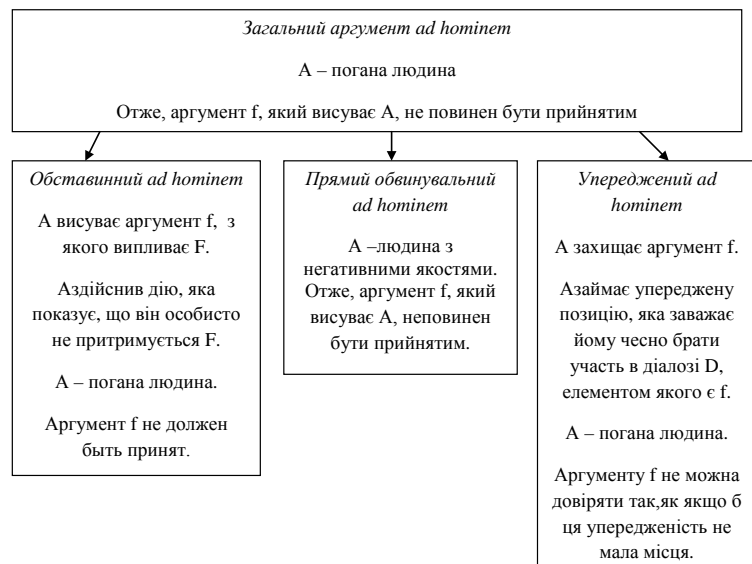 Загальний аргумент ad hominet
А – погана людина
Отже, аргумент f, який висуває А, не повинен бути прийнятим
Обставинний ad hominet
А висуває аргумент f, з
якого випливає F.
Аздійснив дію, яка
показує, що він особисто
не притримується F.
А – погана людина.
Аргумент f не должен
быть принят.
Прямий обвинувальний
ad hominet
А –людина з
негативними якостями.
Отже, аргумент f, який
висуває А, неповинен
бути прийнятим.
Упереджений ad
hominet
А захищає аргумент f.
Азаймає упереджену
позицію, яка заважає
йому чесно брати
участь в діалозі D,
елементом якого є f.
А – погана людина.
Аргументу f не можна
довіряти так,як якщо б
ця упередженість не
мала місця.